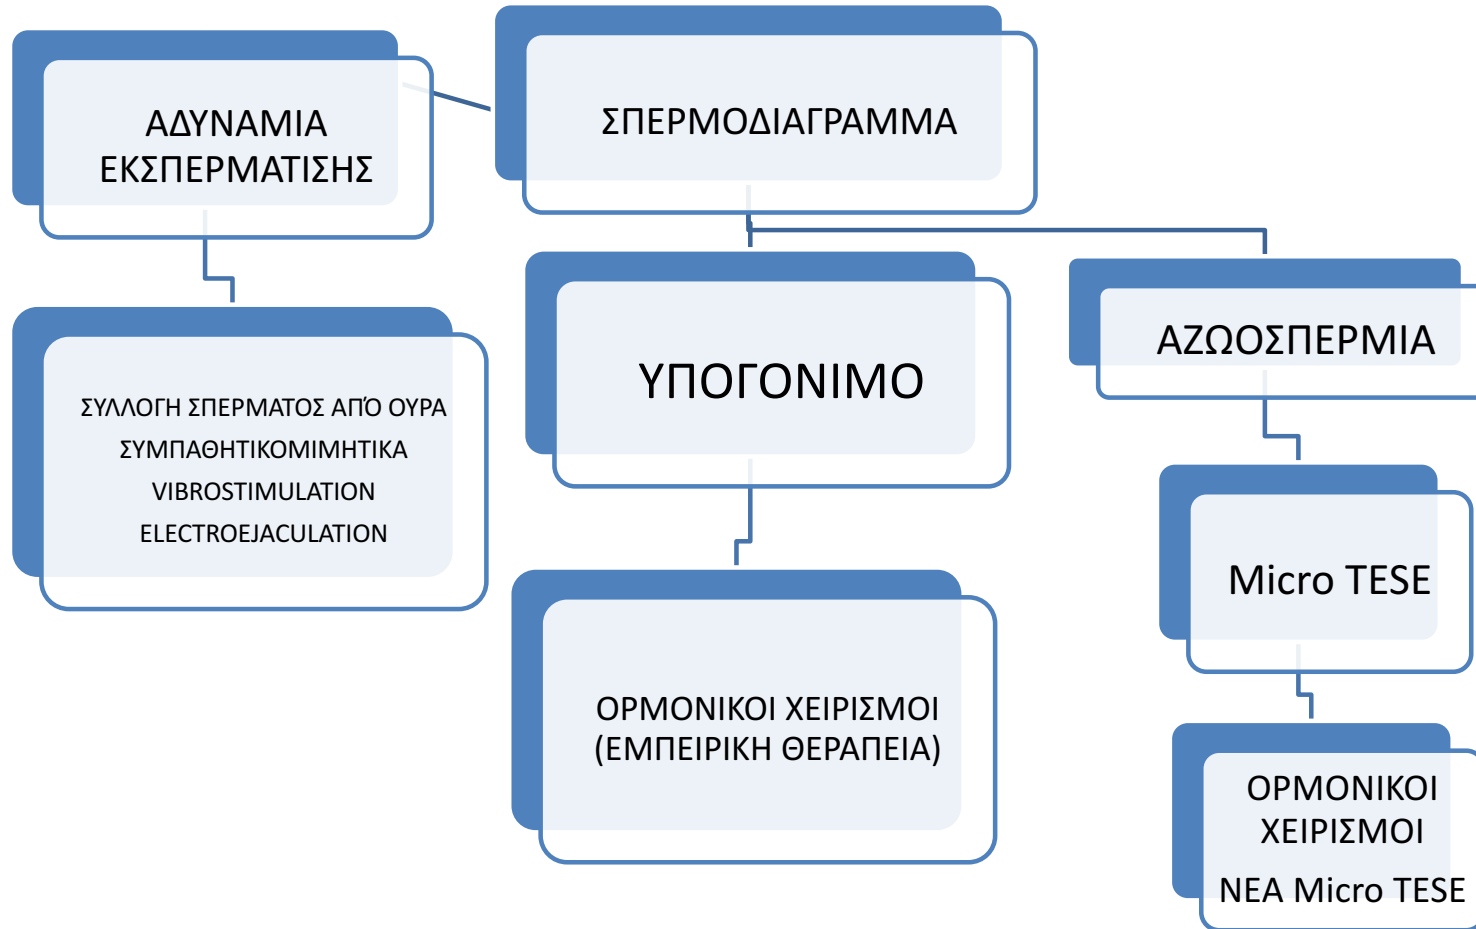 ΑΔΥΝΑΜΙΑ
ΕΚΣΠΕΡΜΑΤΙΣΗΣ
ΣΠΕΡΜΟΔΙΑΓΡΑΜΜΑ
ΣΥΛΛΟΓΗ ΣΠΕΡΜΑΤΟΣ ΑΠΌ ΟΥΡΑ
ΣΥΜΠΑΘΗΤΙΚΟΜΙΜΗΤΙΚΑ
VIBROSTIMULATION
ELECTROEJACULATION
ΥΠΟΓΟΝΙΜΟ
ΟΡΜΟΝΙΚΟΙ ΧΕΙΡΙΣΜΟΙ
(ΕΜΠΕΙΡΙΚΗ ΘΕΡΑΠΕΙΑ)
ΑΖΩΟΣΠΕΡΜΙΑ
Micro TESE
ΟΡΜΟΝΙΚΟΙ
ΧΕΙΡΙΣΜΟΙ
ΝΕΑ Micro TESE